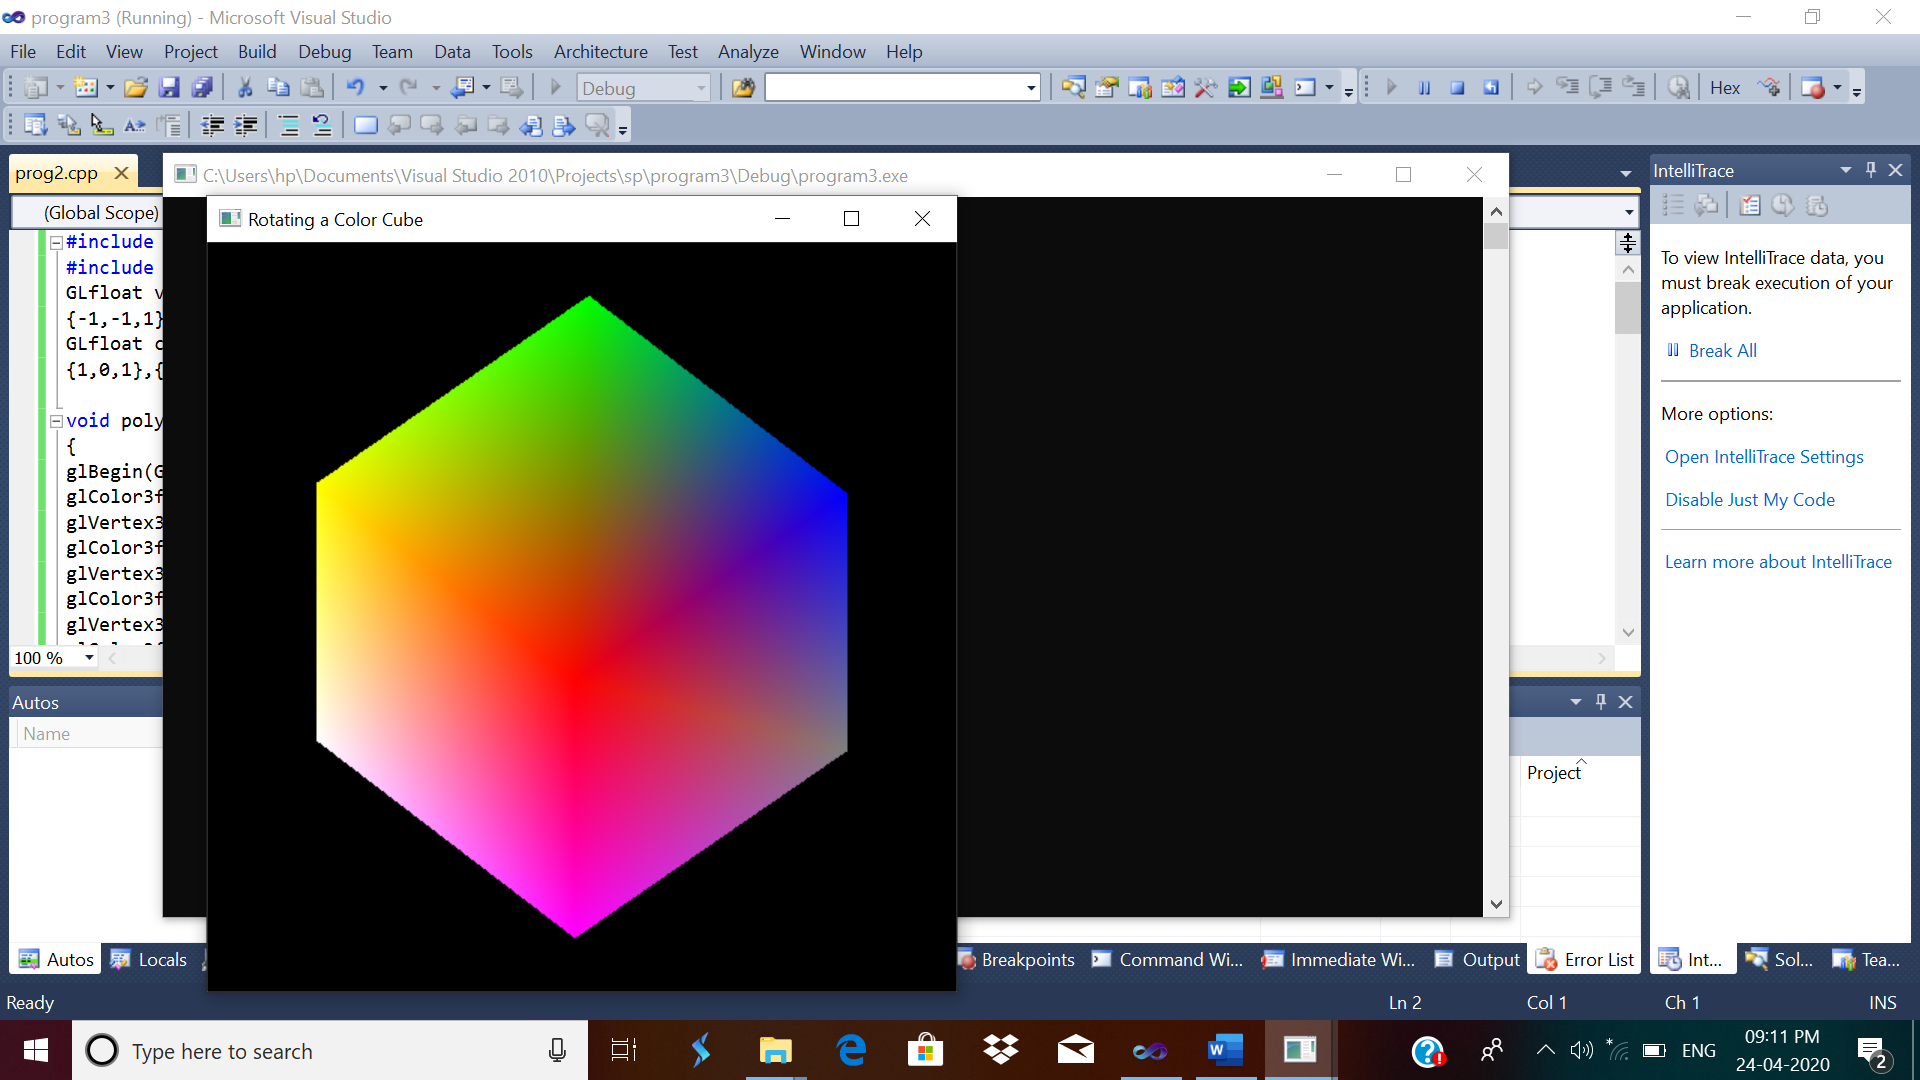 program3 (Running) - Microsoft Visual Studio
File Edit View Project Build Debug Team Data Tools Architecture Test Analyze Window Help
Debug
Hex
prog2.cpp
C:\Users\hp\Documents\Visual Studio 2010\Projects\sp\program3\Debug\program3.exe
IntelliTrace
(Global Scope)
Rotating a Color Cube
#include
#include
GLfloat v
{-1,-1,1}
GLfloat c
{1,0,1},{
void poly
{
glBegin(G
glColor3f
glVertex3
glColor3f
glVertex3
glColor3f
glVertex3
100 %
To view IntelliTrace data, you
must break execution of your
application.
Break All
More options:
Open IntelliTrace Settings
Disable Just My Code
Learn more about IntelliTrace
Autos
Name
Project
Autos Locals Breakpoints Command Wi... Immediate Wi... Output Error List Int... Sol... Tea...
Ready Ln 2 Col 1 Ch 1 INS
Type here to search
ENG
09:11 PM
24-04-2020
2